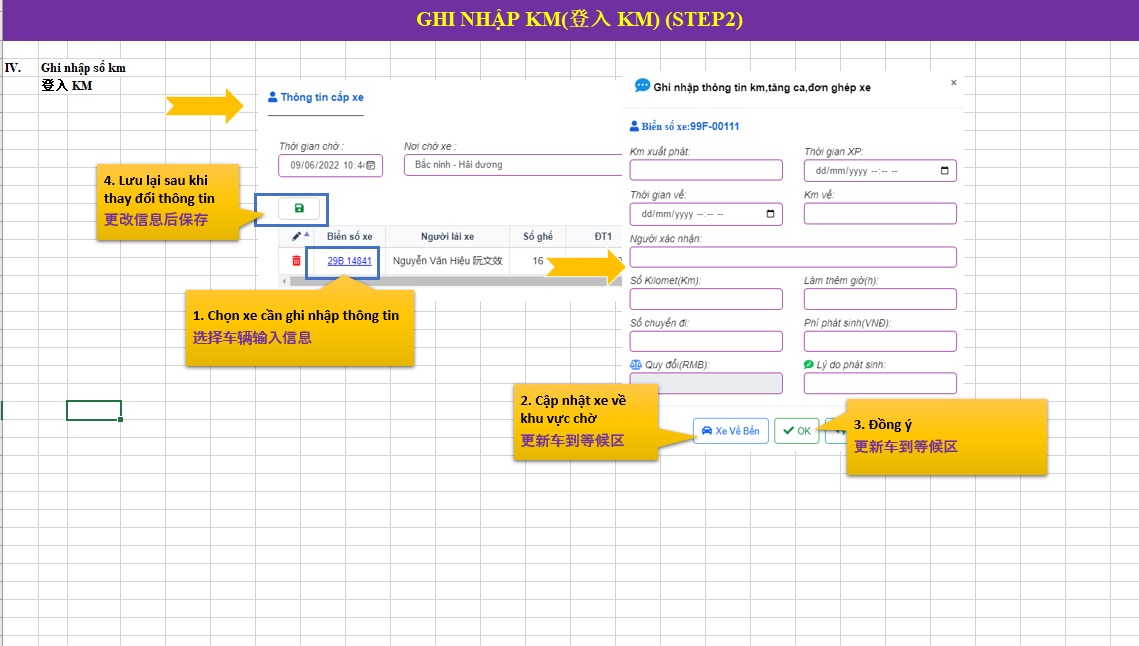 GHI NHẬP KM(登入 KM) (STEP2)
IV. Ghi nhập số km
登入 KM
Thông tin cấp xe
Thời gian chờ :
Nơi chờ xe :
09/06/2022 10:44
Bắc ninh - Hải dương
4. Lưu lại sau khi
thay đổi thông tin
更改信息后保存
Biển số xe
Người lái xe
Số ghế
ĐT1
29B 14841
Nguyễn Văn Hiệu 阮文效
16
1. Chọn xe cần ghi nhập thông tin
选择车辆输入信息
Ghi nhập thông tin km,tăng ca,đơn ghép xe
×
Biển số xe:99F-00111
Km xuất phát:
Thời gian XP:
dd/mm/yyyy --:-- --
Thời gian về:
Km về:
dd/mm/yyyy --:-- --
Người xác nhận:
Số Kilomet(Km):
Làm thêm giờ(h):
Số chuyến đi:
Phí phát sinh(VNĐ):
Quy đổi(RMB):
Lý do phát sinh:
2. Cập nhật xe về
khu vực chờ
更新车到等候区
Xe Về Bến
OK
3. Đồng ý
更新车到等候区